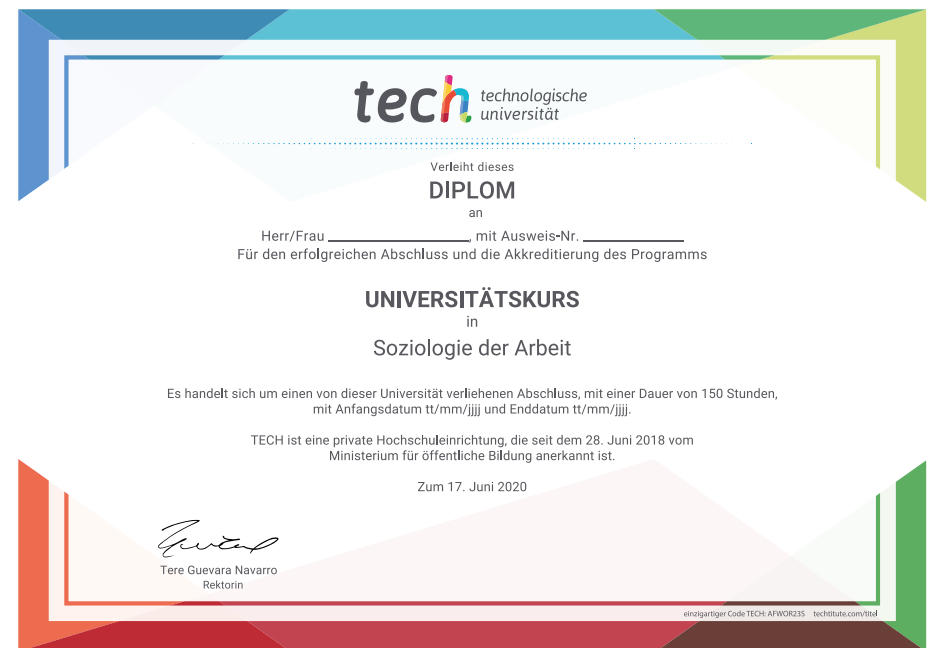 tech technologische
universität
Verleiht dieses
DIPLOM
an
Herr/Frau ____________________, mit Ausweis-Nr. ______________
Für den erfolgreichen Abschluss und die Akkreditierung des Programms
UNIVERSITÄTSKURS
in
Soziologie der Arbeit
Es handelt sich um einen von dieser Universität verliehenen Abschluss, mit einer Dauer von 150 Stunden,
mit Anfangsdatum tt/mm/jjjj und Enddatum tt/mm/jjjj.
TECH ist eine private Hochschuleinrichtung, die seit dem 28. Juni 2018 vom
Ministerium für öffentliche Bildung anerkannt ist.
Zum 17. Juni 2020
Tere Guevara Navarro
Rektorin
einzigartiger Code TECH: AFWOR23S techtitute.com/titel